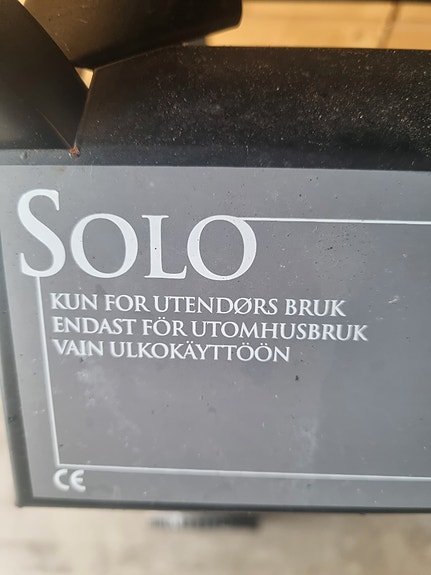 SOLO
KUN FOR UTENDØRS BRUK
ENDAST FÖR UTOMHUSBRUK
VAIN ULKOKÄYTTÖÖN
CE